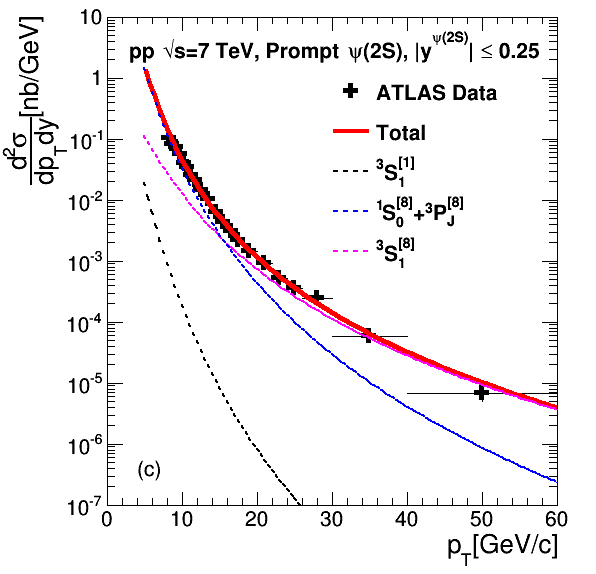 pp √s=7 TeV, Prompt ψ(2S), |y^ψ(2S)| ≤ 0.25
ATLAS Data
Total
³S₁^[1]
¹S₀^[8]+³P_J^[8]
³S₁^[8]
d²σ/dp_Tdy[nb/GeV]
10
1
10⁻¹
10⁻²
10⁻³
10⁻⁴
10⁻⁵
10⁻⁶
10⁻⁷
(c)
0 10 20 30 40 50 60
p_T[GeV/c]